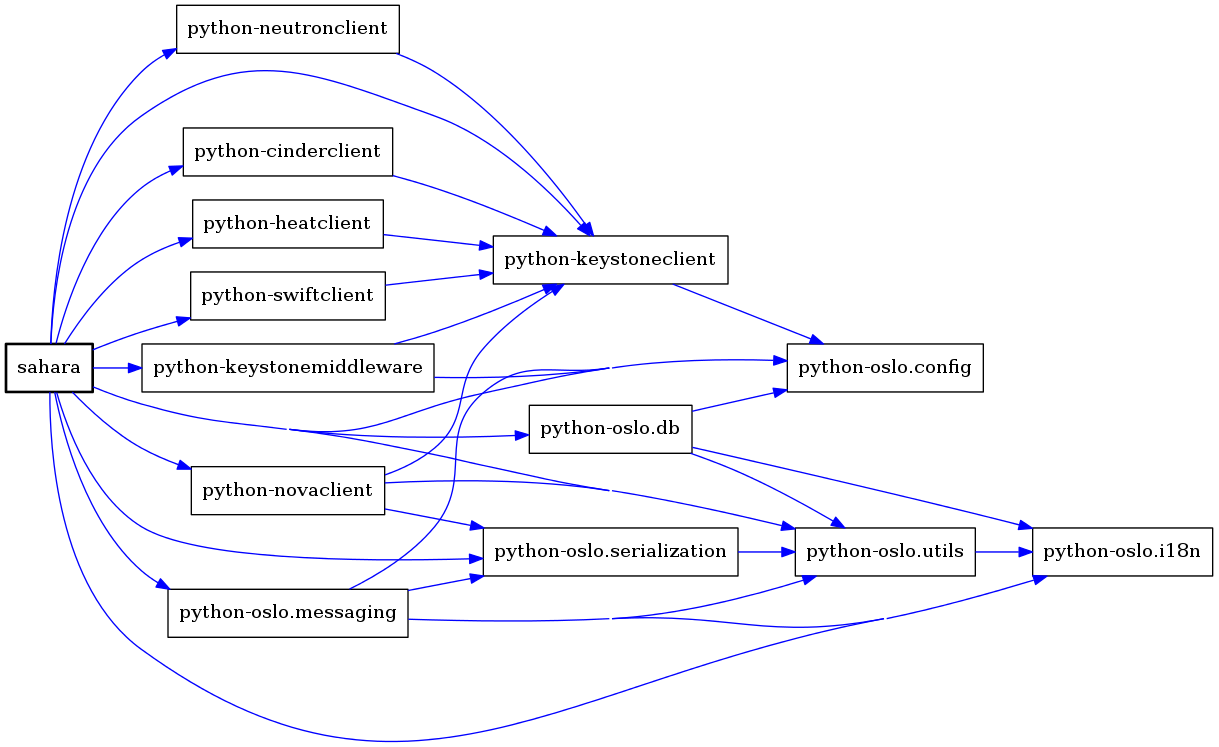 python-neutronclient
python-cinderclient
python-heatclient
python-keystoneclient
python-swiftclient
sahara
python-keystonemiddleware
python-oslo.config
python-oslo.db
python-novaclient
python-oslo.serialization
python-oslo.utils
python-oslo.i18n
python-oslo.messaging